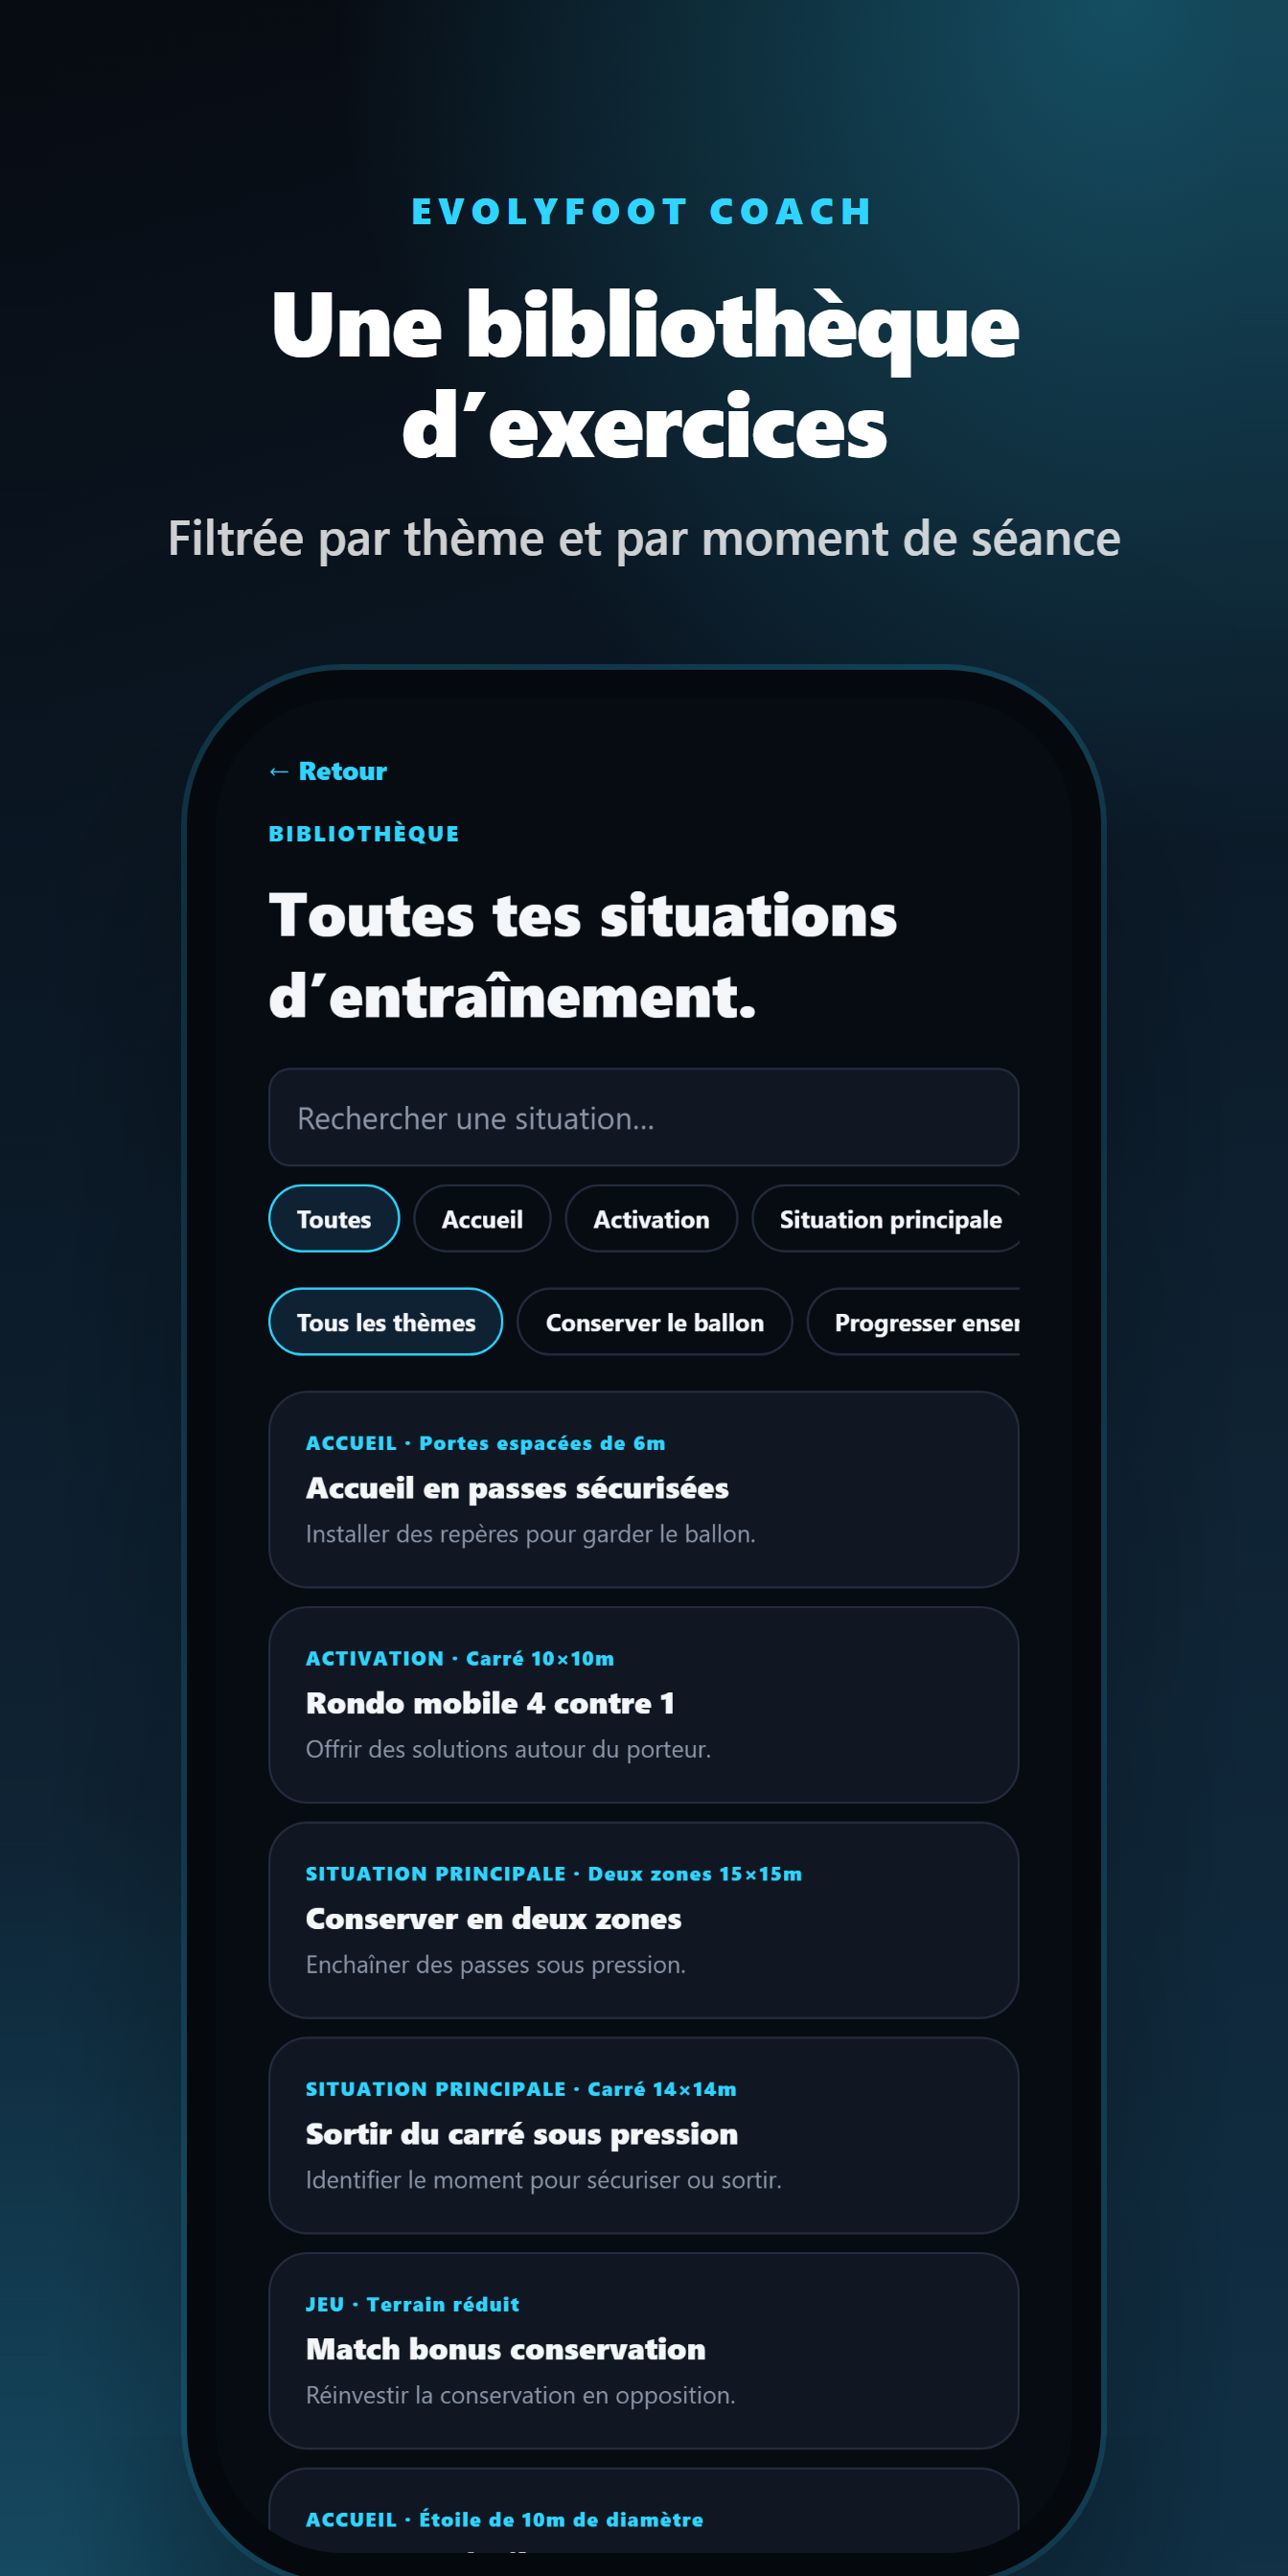 EVOLYFOOT COACH
Une bibliothèque
d’exercices
Filtrée par thème et par moment de séance
← Retour
BIBLIOTHÈQUE
Toutes tes situations
d’entraînement.
Rechercher une situation...
Toutes Accueil Activation Situation principale
Tous les thèmes Conserver le ballon Progresser
ACCUEIL · Portes espacées de 6m
Accueil en passes sécurisées
Installer des repères pour garder le ballon.
ACTIVATION · Carré 10×10m
Rondo mobile 4 contre 1
Offrir des solutions autour du porteur.
SITUATION PRINCIPALE · Deux zones 15×15m
Conserver en deux zones
Enchaîner des passes sous pression.
SITUATION PRINCIPALE · Carré 14×14m
Sortir du carré sous pression
Identifier le moment pour sécuriser ou sortir.
JEU · Terrain réduit
Match bonus conservation
Réinvestir la conservation en opposition.
ACCUEIL · Étoile de 10m de diamètre